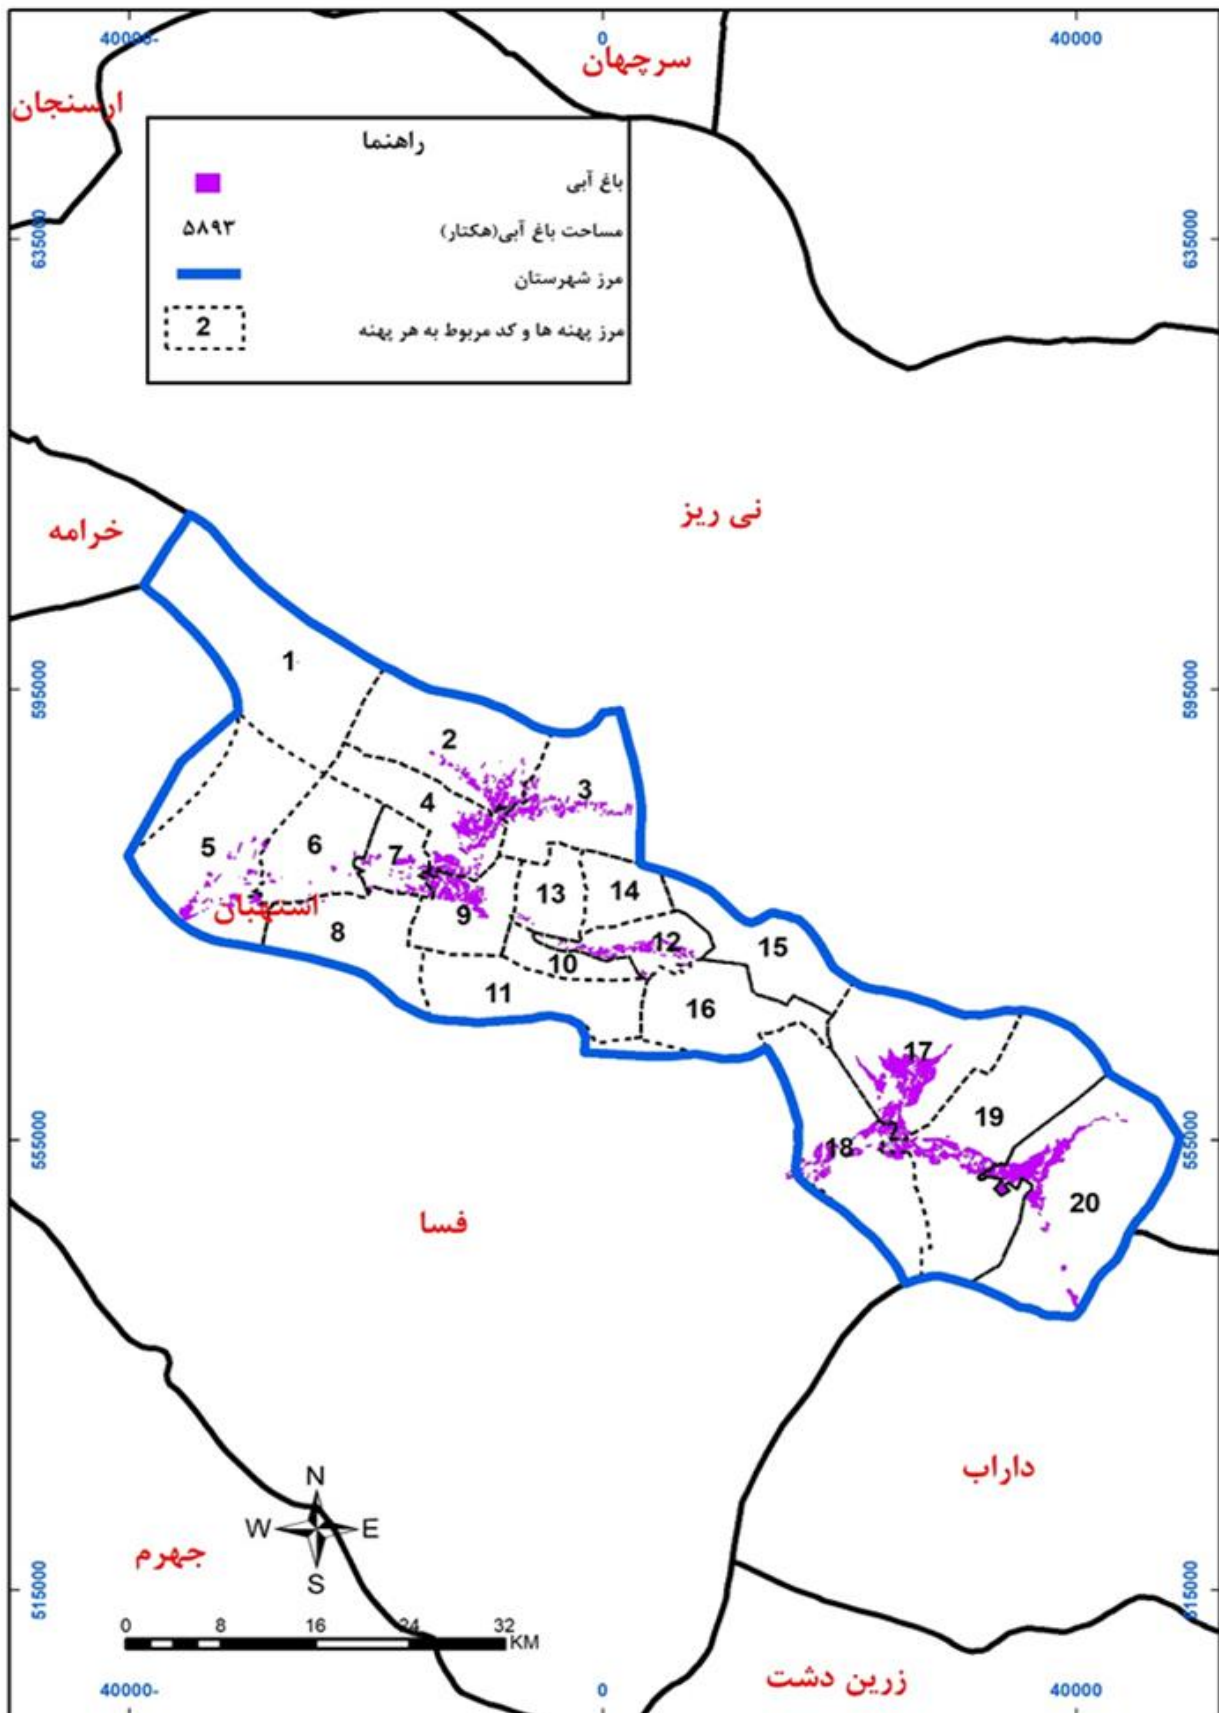 40000- 0 40000
سرچهان
ارسنجان
راهنما
باغ آبی
مساحت باغ آبی(هکتار) ۵۸۹۳
مرز شهرستان
مرز پهنه ها و کد مربوط به هر پهنه 2
635000 635000
نی ریز
خرامه
1
595000 595000
2
3
4
5 6 7
استهبان
8 9 13 14
10 12 15
11 16
17
19
18
555000 555000
20
فسا
داراب
N
W E
S
جهرم
515000 515000
0 8 16 24 32
KM
زرین دشت
40000- 0 40000